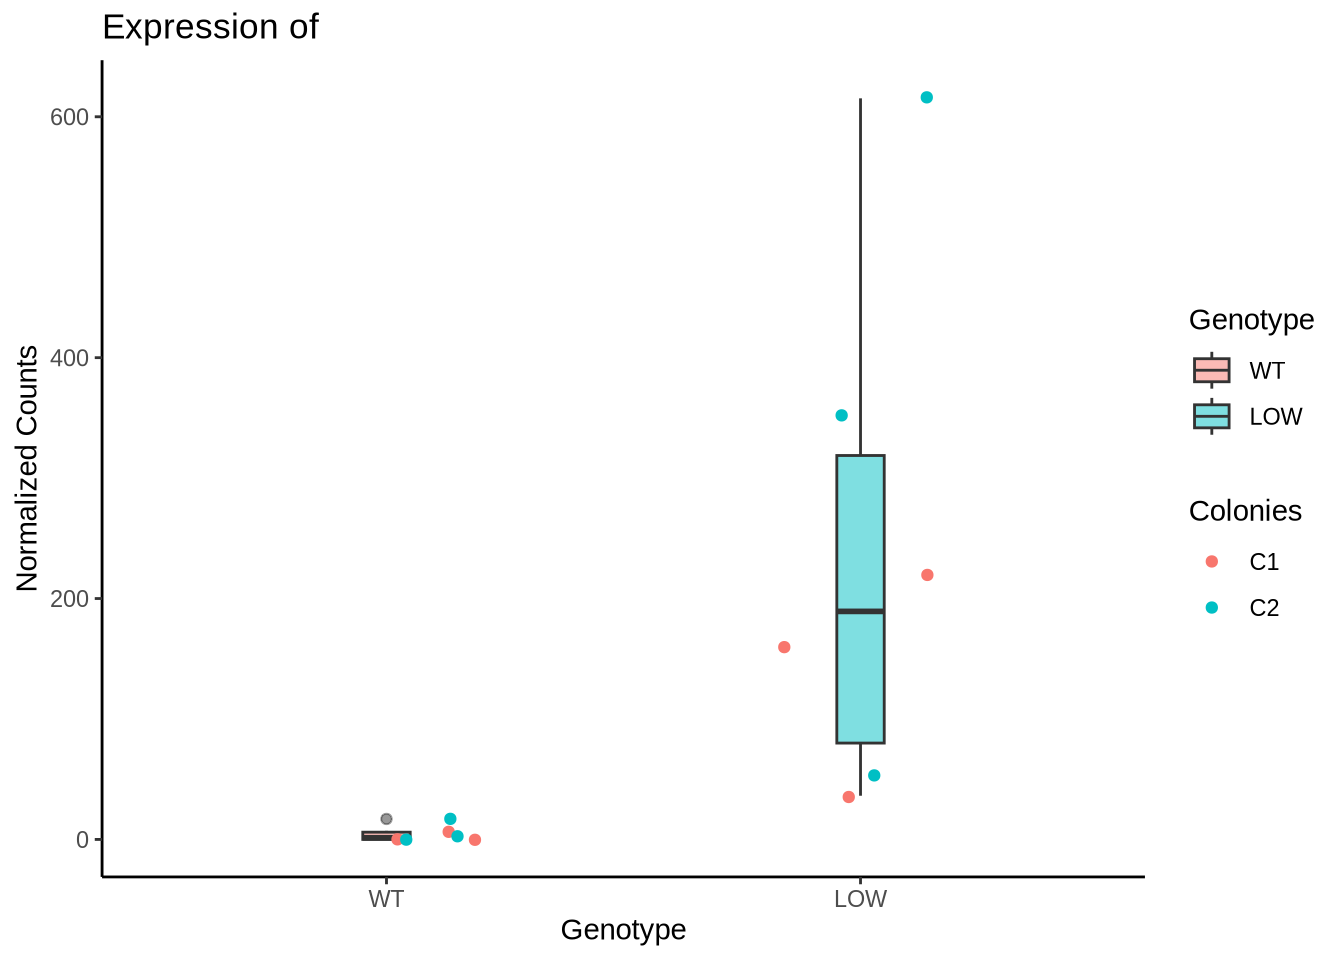 Expression of
Normalized Counts
600
400
200
0
WT
LOW
Genotype
Genotype
WT
LOW
Colonies
C1
C2